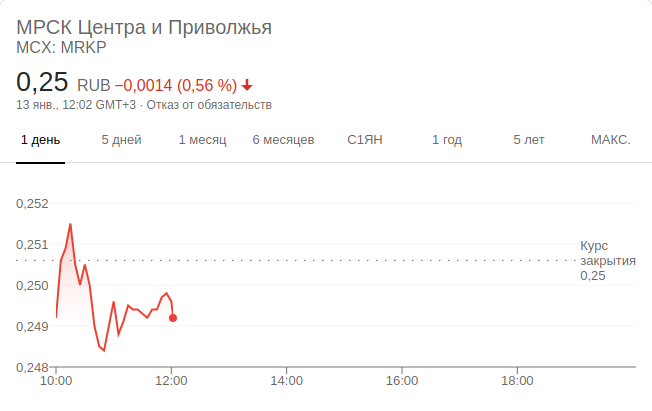 МРСК Центра и Приволжья
MCX: MRKP
0,25 RUB −0,0014 (0,56 %)
13 янв., 12:02 GMT+3 · Отказ от обязательств
1 день 5 дней 1 месяц 6 месяцев С1ЯН 1 год 5 лет МАКС.
0,252
0,251
0,250
0,249
0,248
Курс
закрытия
0,25
10:00 12:00 14:00 16:00 18:00